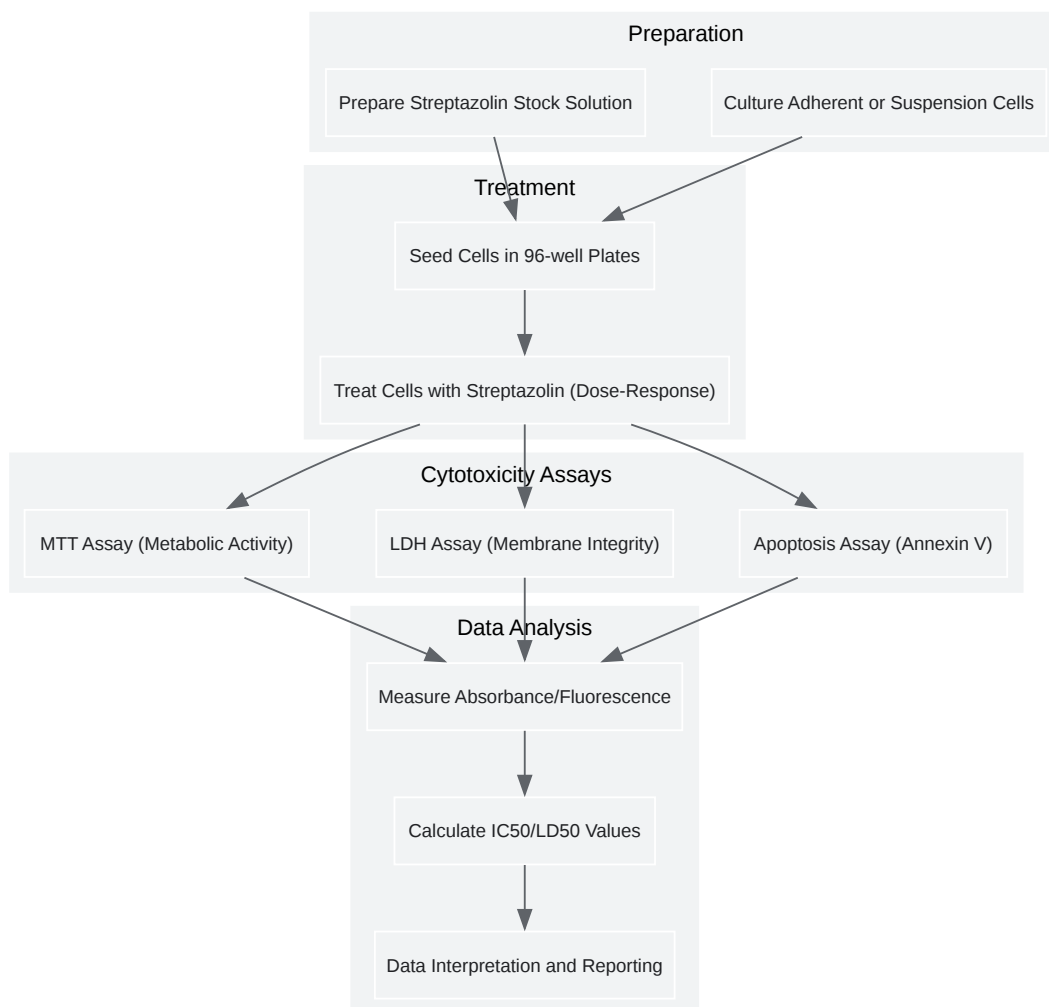 Preparation
Prepare Streptazolin Stock Solution
Culture Adherent or Suspension Cells
Treatment
Seed Cells in 96-well Plates
Treat Cells with Streptazolin (Dose-Response)
Cytotoxicity Assays
MTT Assay (Metabolic Activity)
LDH Assay (Membrane Integrity)
Apoptosis Assay (Annexin V)
Data Analysis
Measure Absorbance/Fluorescence
Calculate IC50/LD50 Values
Data Interpretation and Reporting